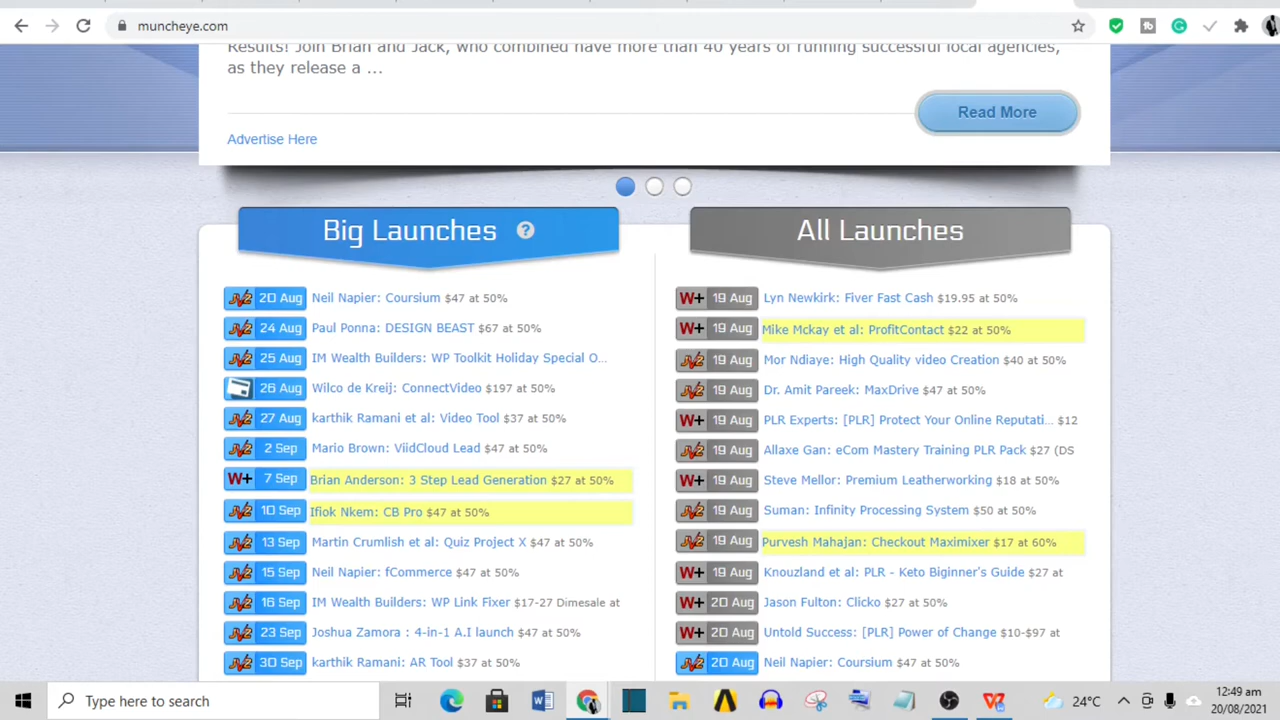 muncheye.com
Results! Join Brian and Jack, who combined have more than 40 years of running successful local agencies,
as they release a ...
Read More
Advertise Here
Big Launches ?
20 Aug Neil Napier: Coursium $47 at 50%
24 Aug Paul Ponna: DESIGN BEAST $67 at 50%
25 Aug IM Wealth Builders: WP Toolkit Holiday Special O...
26 Aug Wilco de Kreij: ConnectVideo $197 at 50%
27 Aug karthik Ramani et al: Video Tool $37 at 50%
2 Sep Mario Brown: ViidCloud Lead $47 at 50%
W+ 7 Sep Brian Anderson: 3 Step Lead Generation $27 at 50%
10 Sep Ifiok Nkem: CB Pro $47 at 50%
13 Sep Martin Crumlish et al: Quiz Project X $47 at 50%
15 Sep Neil Napier: fCommerce $47 at 50%
16 Sep IM Wealth Builders: WP Link Fixer $17-27 Dimesale at
23 Sep Joshua Zamora : 4-in-1 A.I launch $47 at 50%
30 Sep karthik Ramani: AR Tool $37 at 50%
All Launches
W+ 19 Aug Lyn Newkirk: Fiver Fast Cash $19.95 at 50%
W+ 19 Aug Mike Mckay et al: ProfitContact $22 at 50%
19 Aug Mor Ndiaye: High Quality video Creation $40 at 50%
19 Aug Dr. Amit Pareek: MaxDrive $47 at 50%
W+ 19 Aug PLR Experts: [PLR] Protect Your Online Reputati... $12
19 Aug Allaxe Gan: eCom Mastery Training PLR Pack $27 (DS
W+ 19 Aug Steve Mellor: Premium Leatherworking $18 at 50%
19 Aug Suman: Infinity Processing System $50 at 50%
19 Aug Purvesh Mahajan: Checkout Maximixer $17 at 60%
W+ 19 Aug Knouzland et al: PLR - Keto Biginner's Guide $27 at
W+ 20 Aug Jason Fulton: Clicko $27 at 50%
W+ 20 Aug Untold Success: [PLR] Power of Change $10-$97 at
20 Aug Neil Napier: Coursium $47 at 50%
Type here to search
24°C
12:49 am
20/08/2021